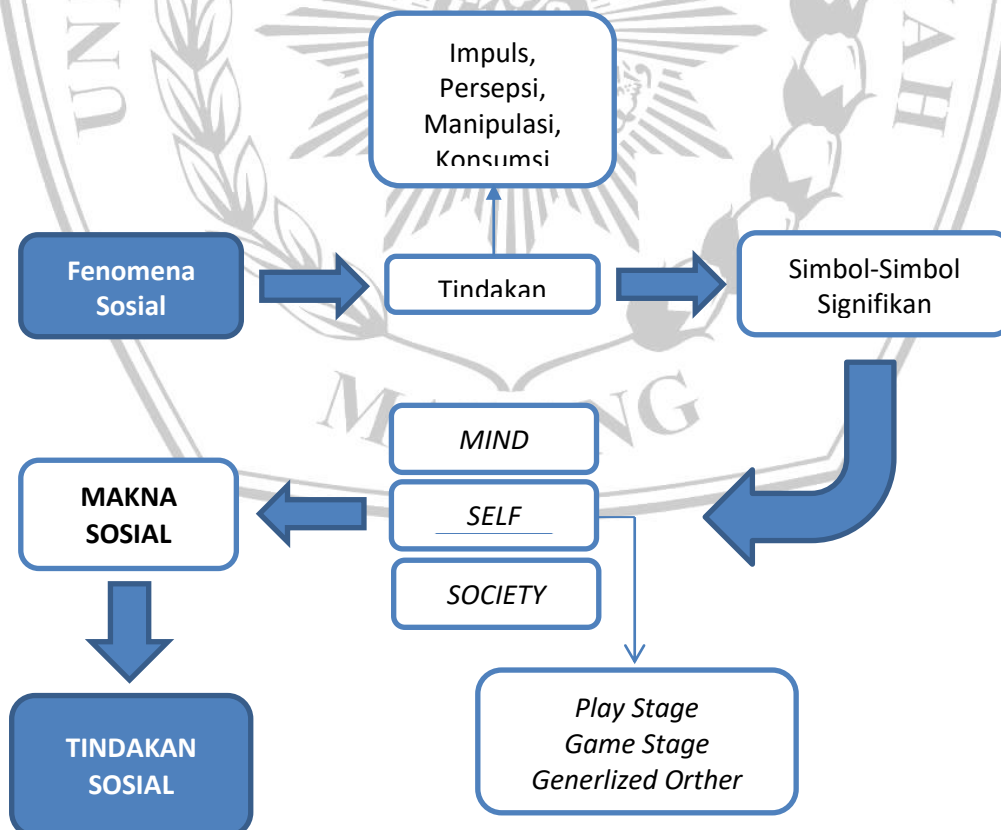 Impuls,
Persepsi,
Manipulasi,
Konsumsi
Fenomena
Sosial
Tindakan
Simbol-Simbol
Signifikan
MIND
SELF
SOCIETY
MAKNA
SOSIAL
TINDAKAN
SOSIAL
Play Stage
Game Stage
Generlized Orther